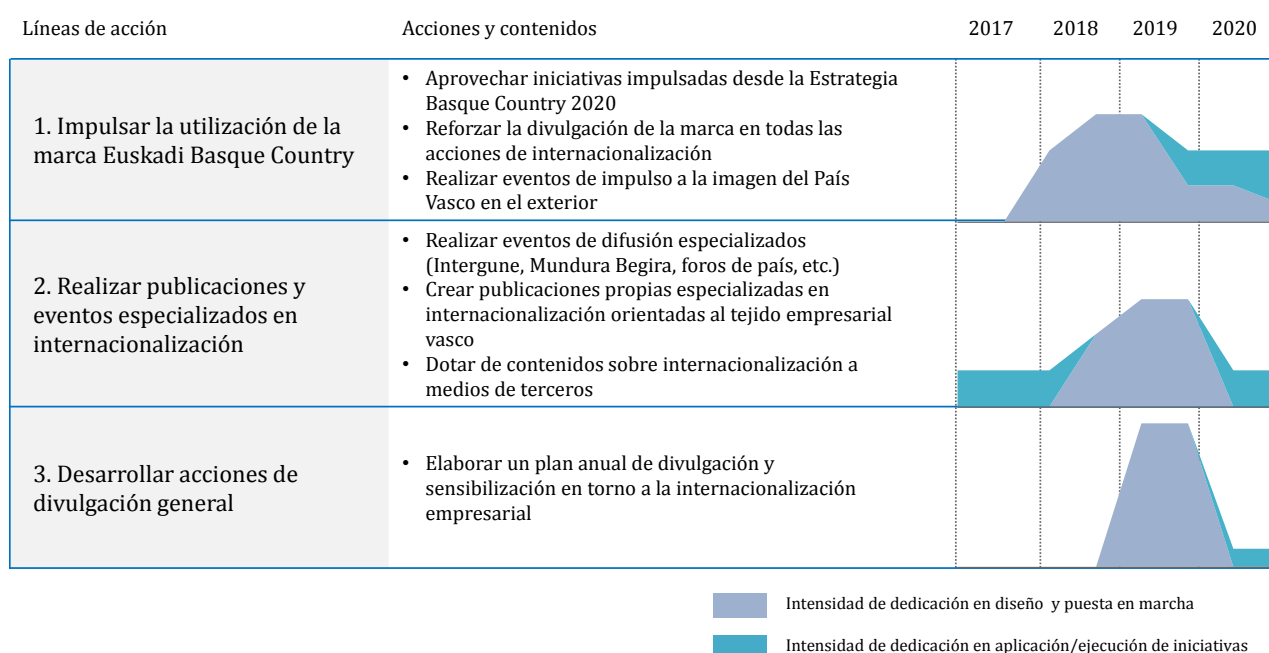 Líneas de acción
Acciones y contenidos
2017
2018
2019
2020
1. Impulsar la utilización de la
marca Euskadi Basque Country
• Aprovechar iniciativas impulsadas desde la Estrategia
Basque Country 2020
• Reforzar la divulgación de la marca en todas las
acciones de internacionalización
• Realizar eventos de impulso a la imagen del País
Vasco en el exterior
2. Realizar publicaciones y
eventos especializados en
internacionalización
• Realizar eventos de difusión especializados
(Intergune, Mundura Begira, foros de país, etc.)
• Crear publicaciones propias especializadas en
internacionalización orientadas al tejido empresarial
vasco
• Dotar de contenidos sobre internacionalización a
medios de terceros
3. Desarrollar acciones de
divulgación general
• Elaborar un plan anual de divulgación y
sensibilización en torno a la internacionalización
empresarial
Intensidad de dedicación en diseño y puesta en marcha
Intensidad de dedicación en aplicación/ejecución de iniciativas